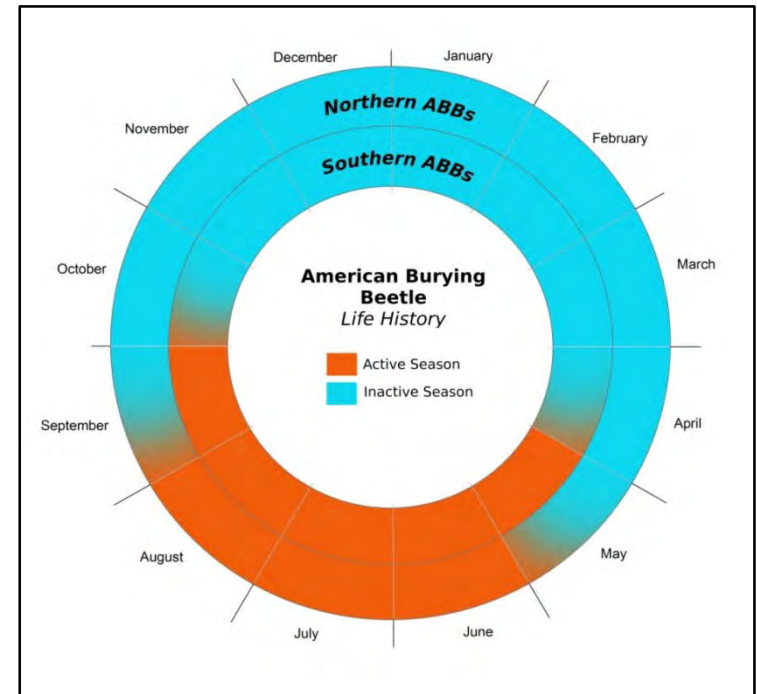 December
January
November
February
October
March
September
April
August
May
July
June
Northern ABBs
Southern ABBs
American Burying
Beetle
Life History
Active Season
Inactive Season